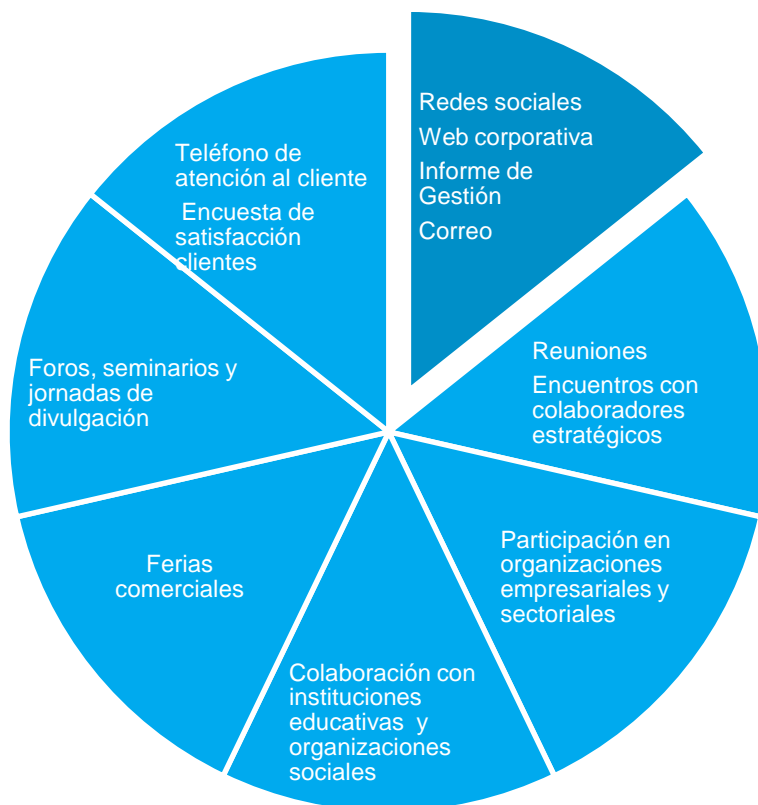 Redes sociales
Web corporativa
Informe de
Gestión
Correo
Reuniones
Encuentros con
colaboradores
estratégicos
Participación en
organizaciones
empresariales y
sectoriales
Colaboración con
instituciones
educativas y
organizaciones
sociales
Ferias
comerciales
Foros, seminarios y
jornadas de
divulgación
Teléfono de
atención al cliente
Encuesta de
satisfacción
clientes